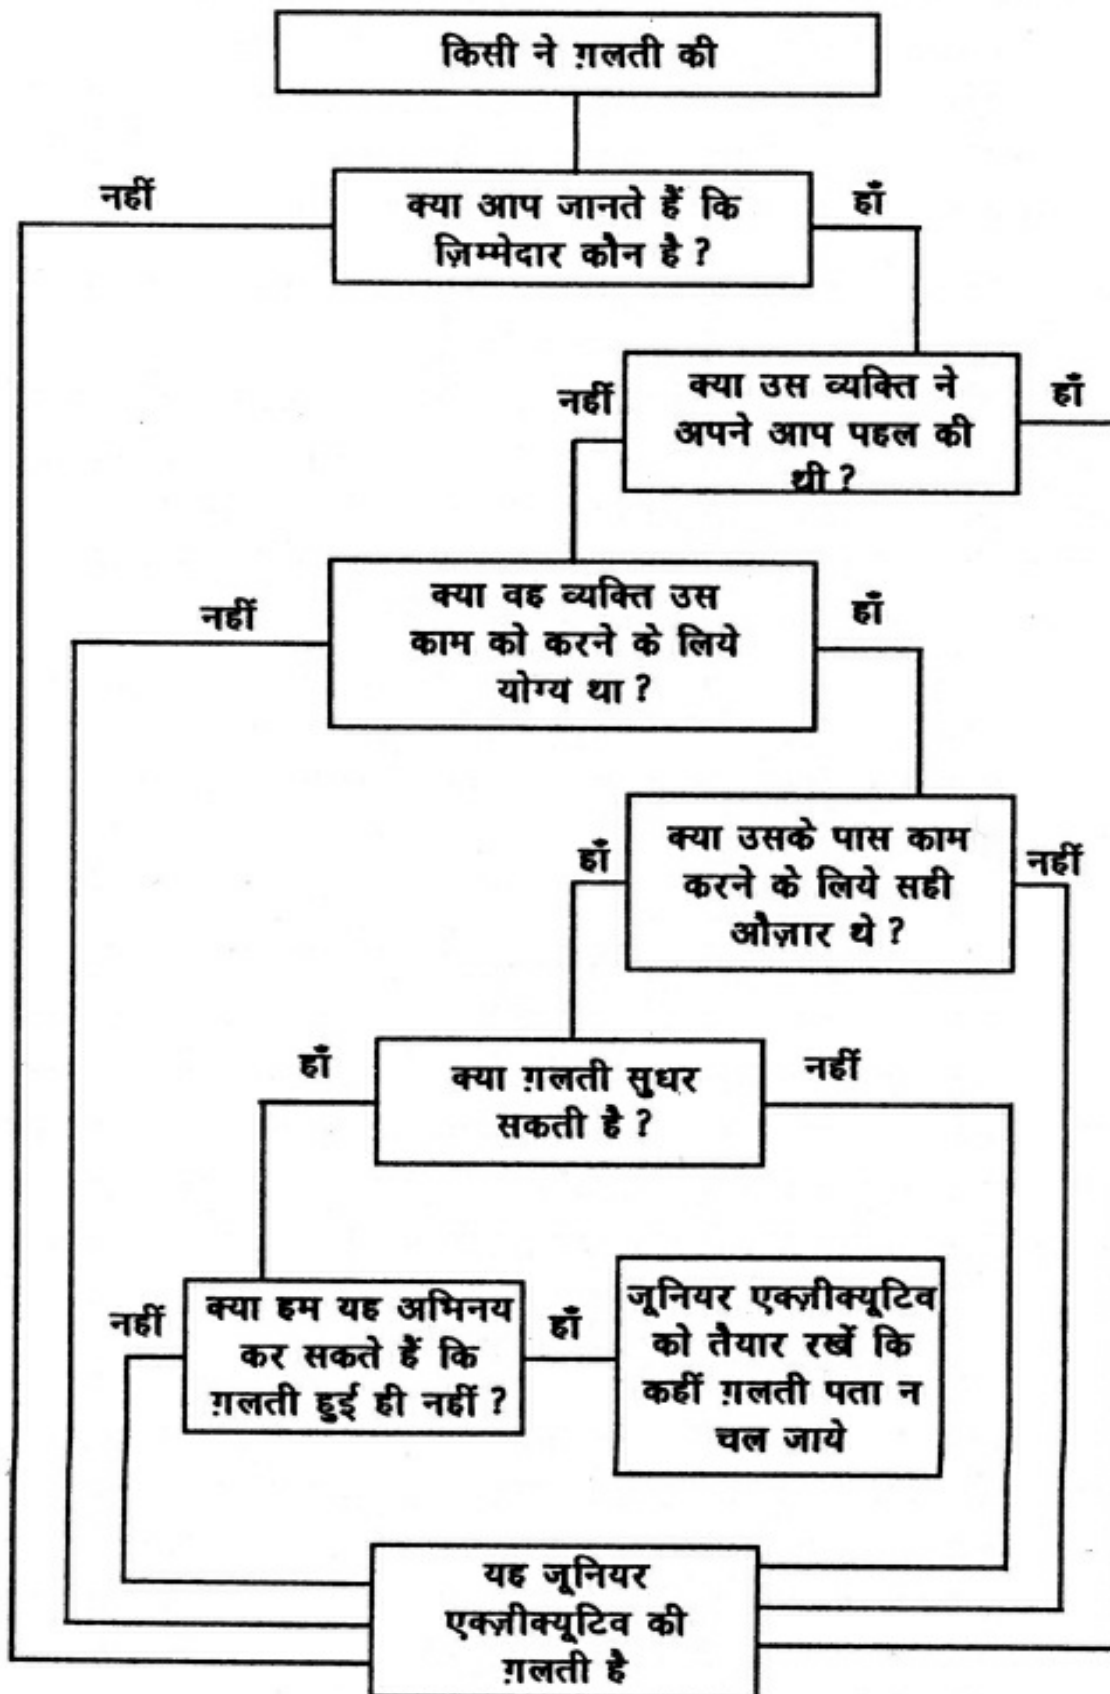 किसी ने ग़लती की
नहीं
क्या आप जानते हैं कि
ज़िम्मेदार कौन है ?
हाँ
नहीं
क्या उस व्यक्ति ने
अपने आप पहल की
थी ?
हाँ
नहीं
क्या वह व्यक्ति उस
काम को करने के लिये
योग्य था ?
हाँ
हाँ
क्या उसके पास काम
करने के लिये सही
औज़ार थे ?
नहीं
हाँ
क्या ग़लती सुधर
सकती है ?
नहीं
नहीं
क्या हम यह अभिनय
कर सकते हैं कि
ग़लती हुई ही नहीं ?
हाँ
जूनियर एक्ज़ीक्यूटिव
को तैयार रखें कि
कहीं ग़लती पता न
चल जाये
यह जूनियर
एक्ज़ीक्यूटिव की
ग़लती है